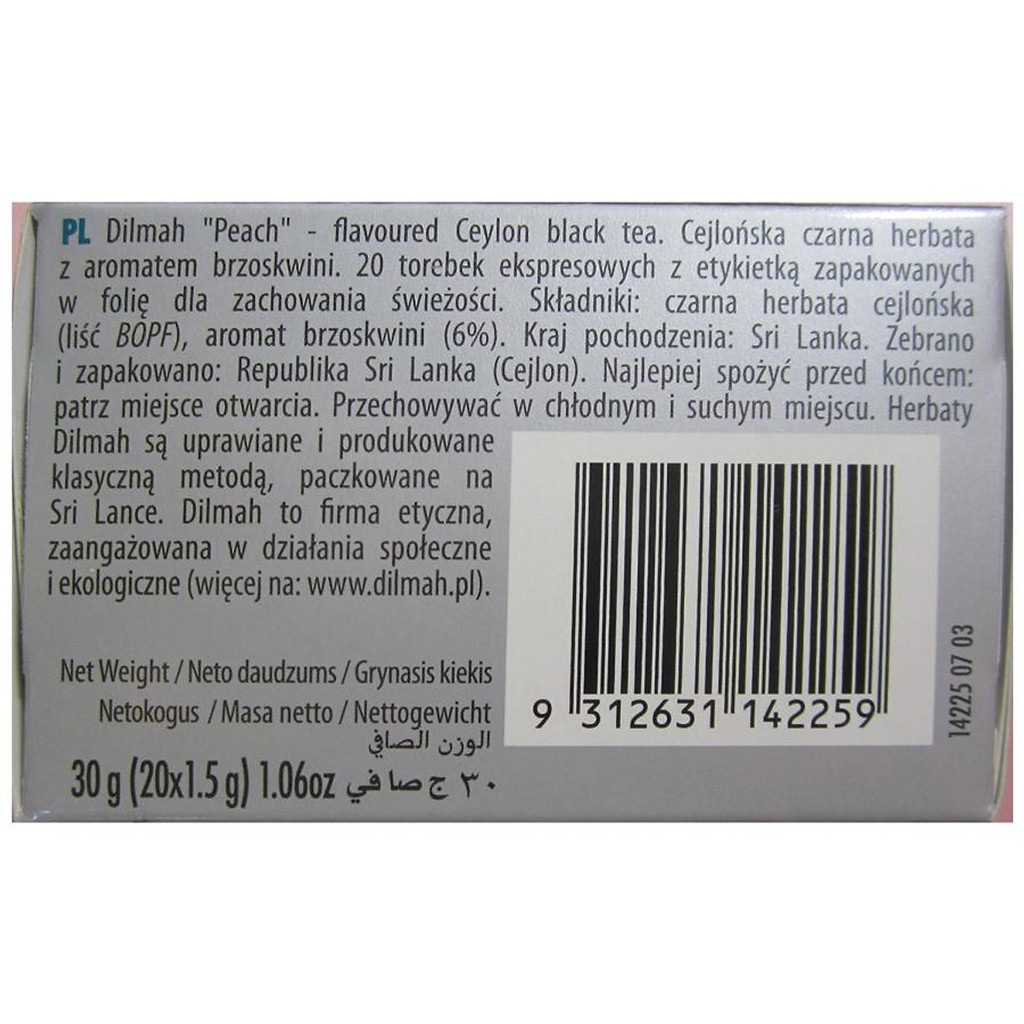 PL Dilmah "Peach" - flavoured Ceylon black tea. Cejlońska czarna herbata
z aromatem brzoskwini. 20 torebek ekspresowych z etykietką zapakowanych
w folię dla zachowania świeżości. Składniki: czarna herbata cejlońska
(liść BOPF), aromat brzoskwini (6%). Kraj pochodzenia: Sri Lanka. Zebrano
i zapakowano: Republika Sri Lanka (Cejlon). Najlepiej spożyć przed końcem:
patrz miejsce otwarcia. Przechowywać w chłodnym i suchym miejscu. Herbaty
Dilmah są uprawiane i produkowane
klasyczną metodą, paczkowane na
Sri Lance. Dilmah to firma etyczna,
zaangażowana w działania społeczne
i ekologiczne (więcej na: www.dilmah.pl).
Net Weight / Neto daudzums / Grynasis kiekis
Netokogus / Masa netto / Nettogewicht
الوزن الصافي
30 g (20x1.5 g) 1.06oz ٣٠ ج صافي
9 312631 142259
14225 07 03